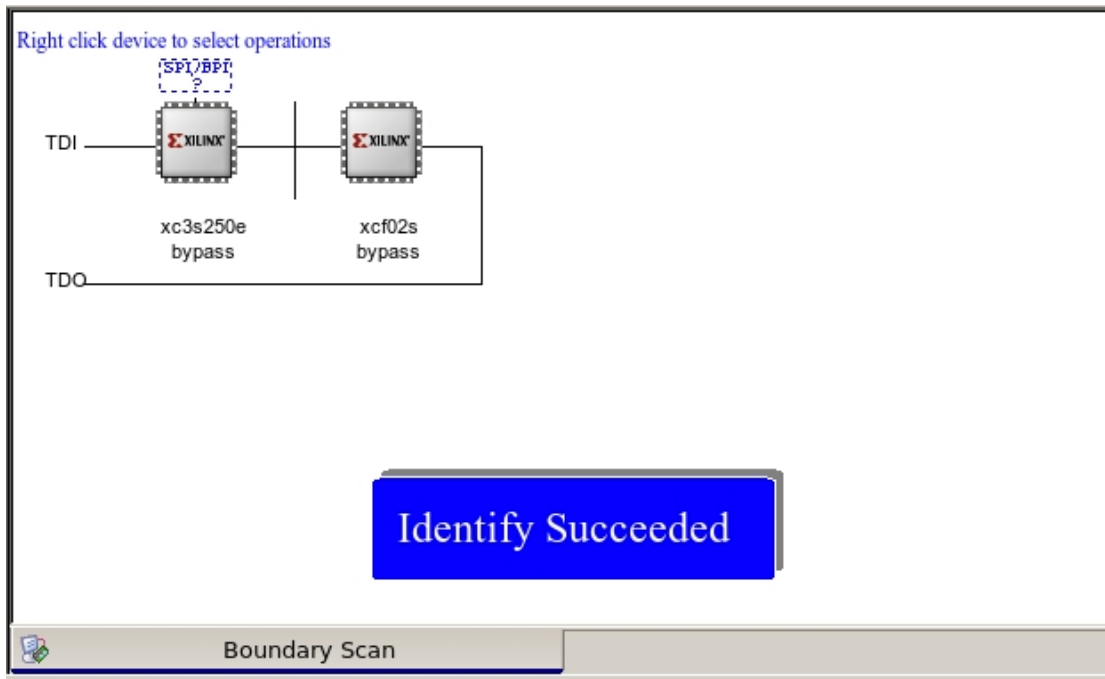 Right click device to select operations
SPI/BPI
?
TDI
XILINX
XILINX
xc3s250e
bypass
xcf02s
bypass
TDO
Identify Succeeded
Boundary Scan